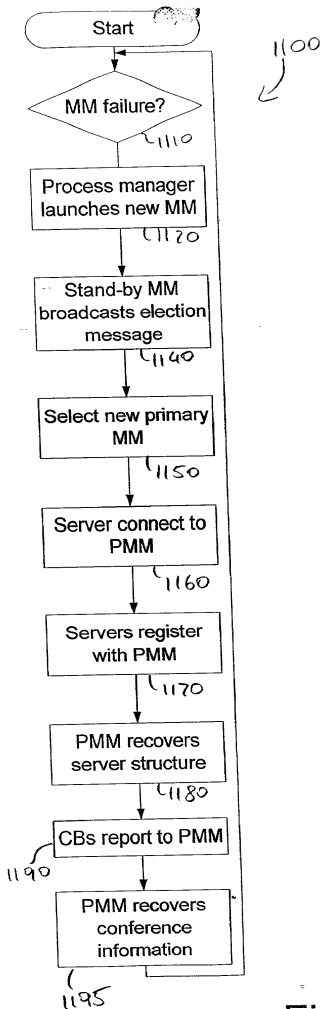 Start
1100
MM failure?
1110
Process manager
launches new MM
1120
Stand-by MM
broadcasts election
message
1140
Select new primary
MM
1150
Server connect to
PMM
1160
Servers register
with PMM
1170
PMM recovers
server structure
1180
CBs report to PMM
1190
PMM recovers
conference
information
1195